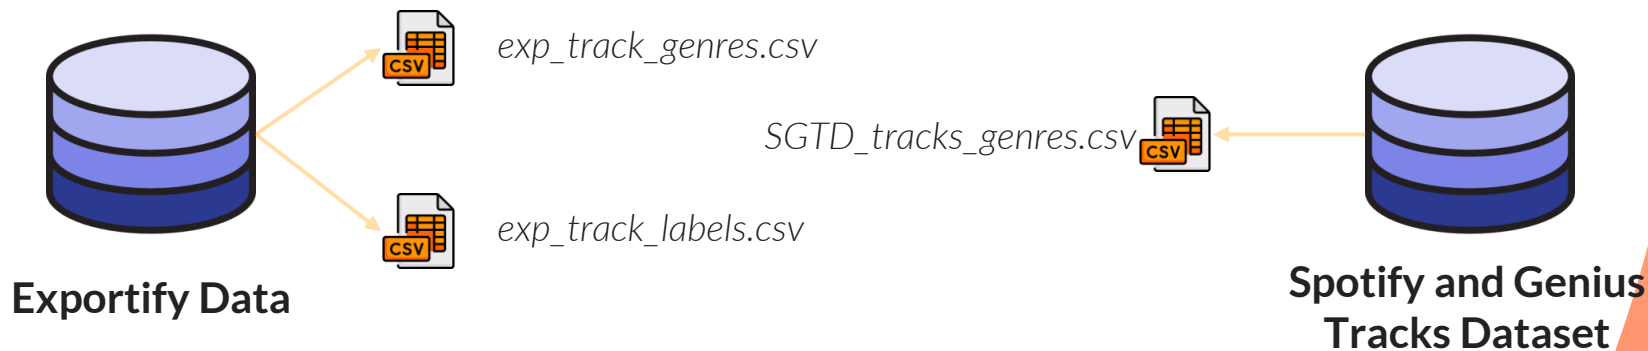 CSV
exp_track_genres.csv
SGTD_tracks_genres.csv
CSV
CSV
exp_track_labels.csv
Exportify Data
Spotify and Genius
Tracks Dataset